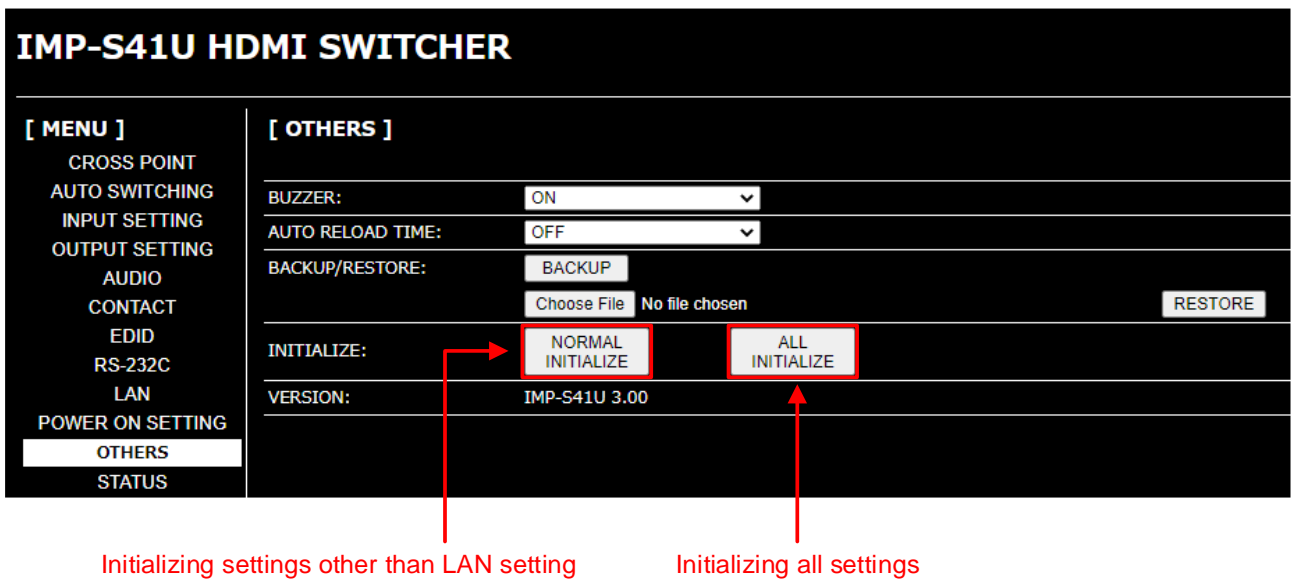 IMP-S41U HDMI SWITCHER
[ MENU ]
CROSS POINT
AUTO SWITCHING
INPUT SETTING
OUTPUT SETTING
AUDIO
CONTACT
EDID
RS-232C
LAN
POWER ON SETTING
OTHERS
STATUS
[ OTHERS ]
BUZZER: ON
AUTO RELOAD TIME: OFF
BACKUP/RESTORE: BACKUP
Choose File No file chosen RESTORE
INITIALIZE:
NORMAL
INITIALIZE
ALL
INITIALIZE
VERSION: IMP-S41U 3.00
Initializing settings other than LAN setting
Initializing all settings